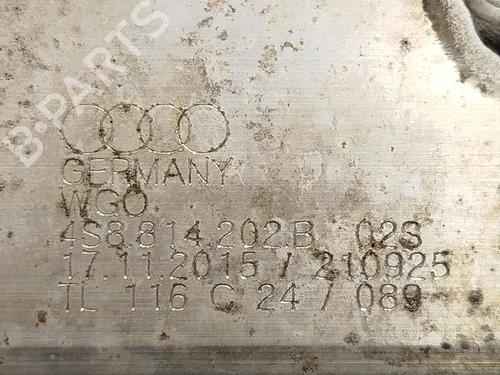 B-PARTS
GERMANY
WGO
4S8.814.202.B 02S
17.11.2015 / 210925
TL 116 C 24 / 089